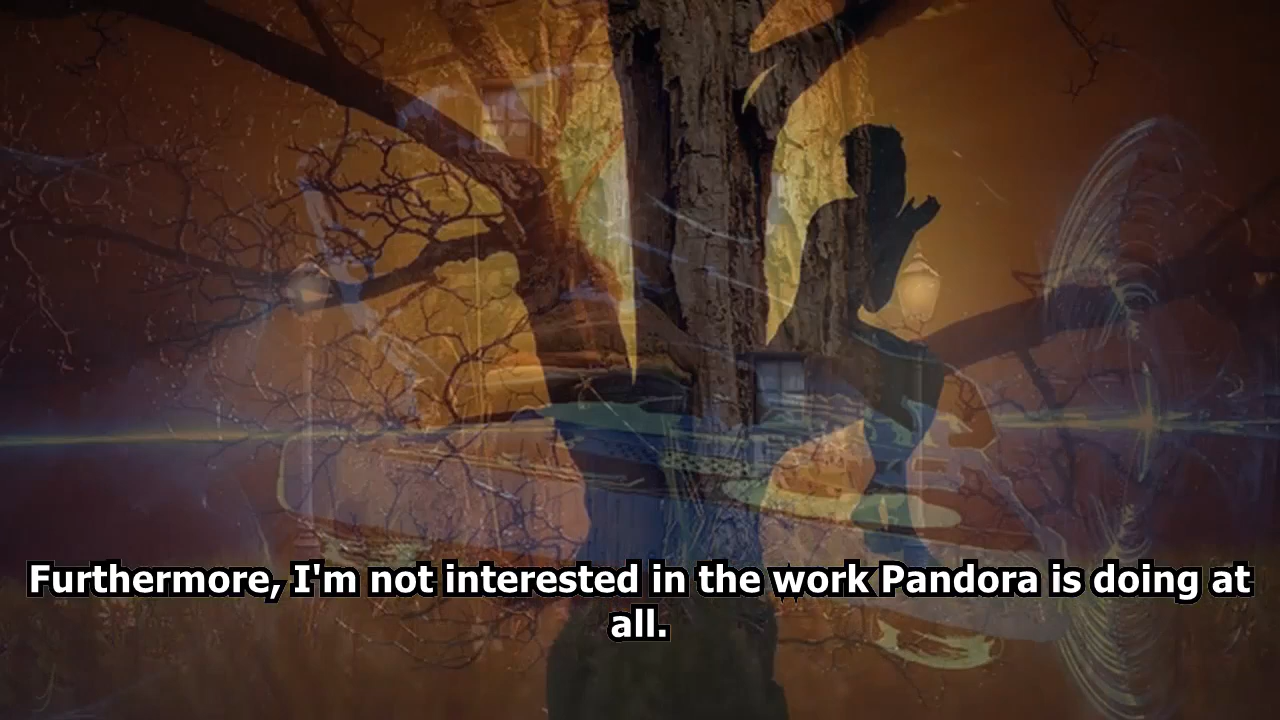 Furthermore, I'm not interested in the work Pandora is doing at
all.